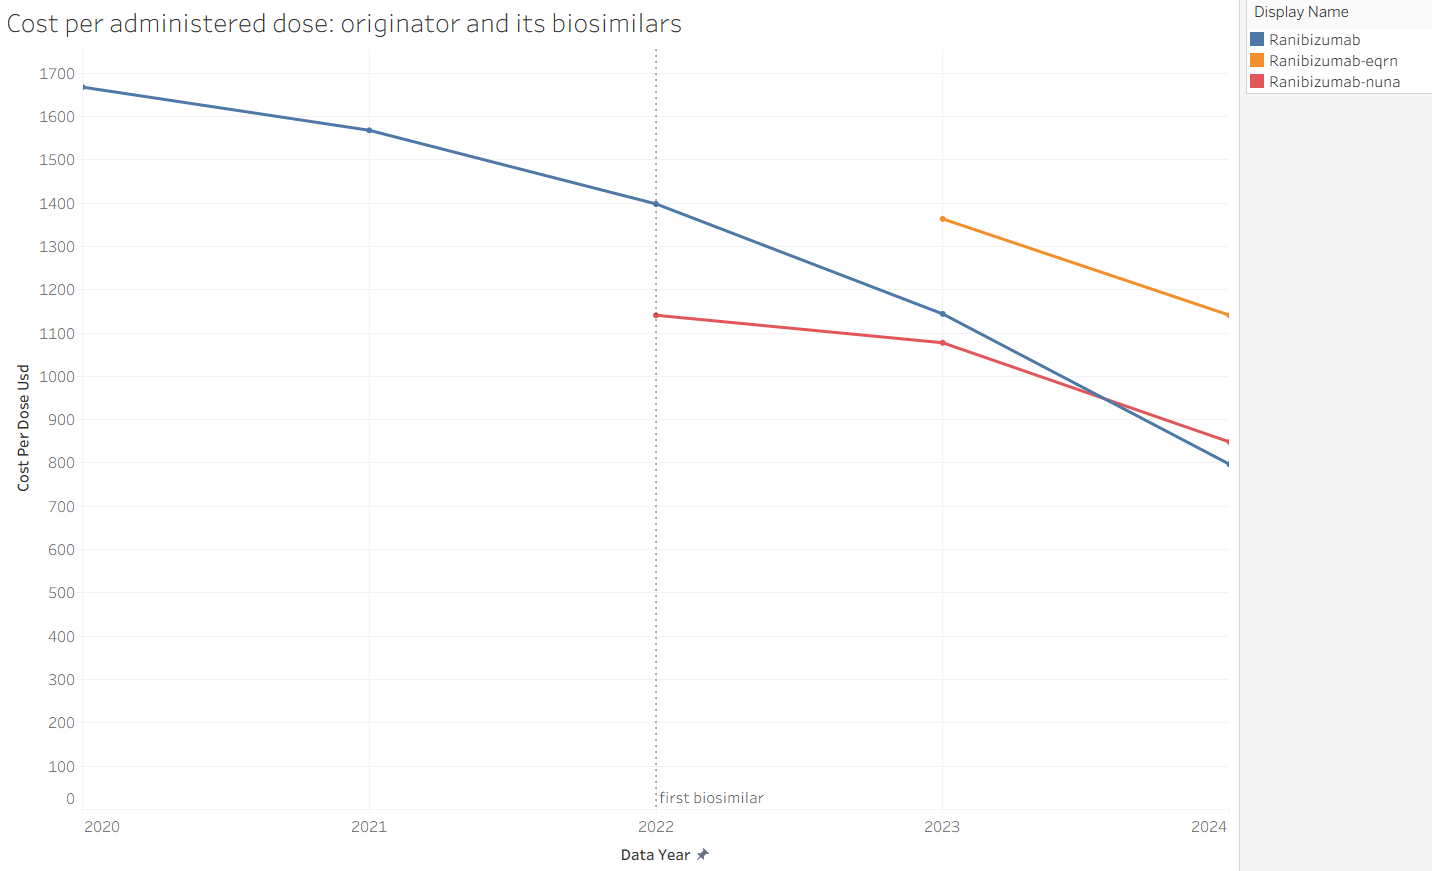 Cost per administered dose: originator and its biosimilars
Display Name
Ranibizumab
Ranibizumab-eqrn
Ranibizumab-nuna
1700
1600
1500
1400
1300
1200
1100
1000
900
800
700
600
500
400
300
200
100
0
Cost Per Dose Usd
first biosimilar
2020 2021 2022 2023 2024
Data Year